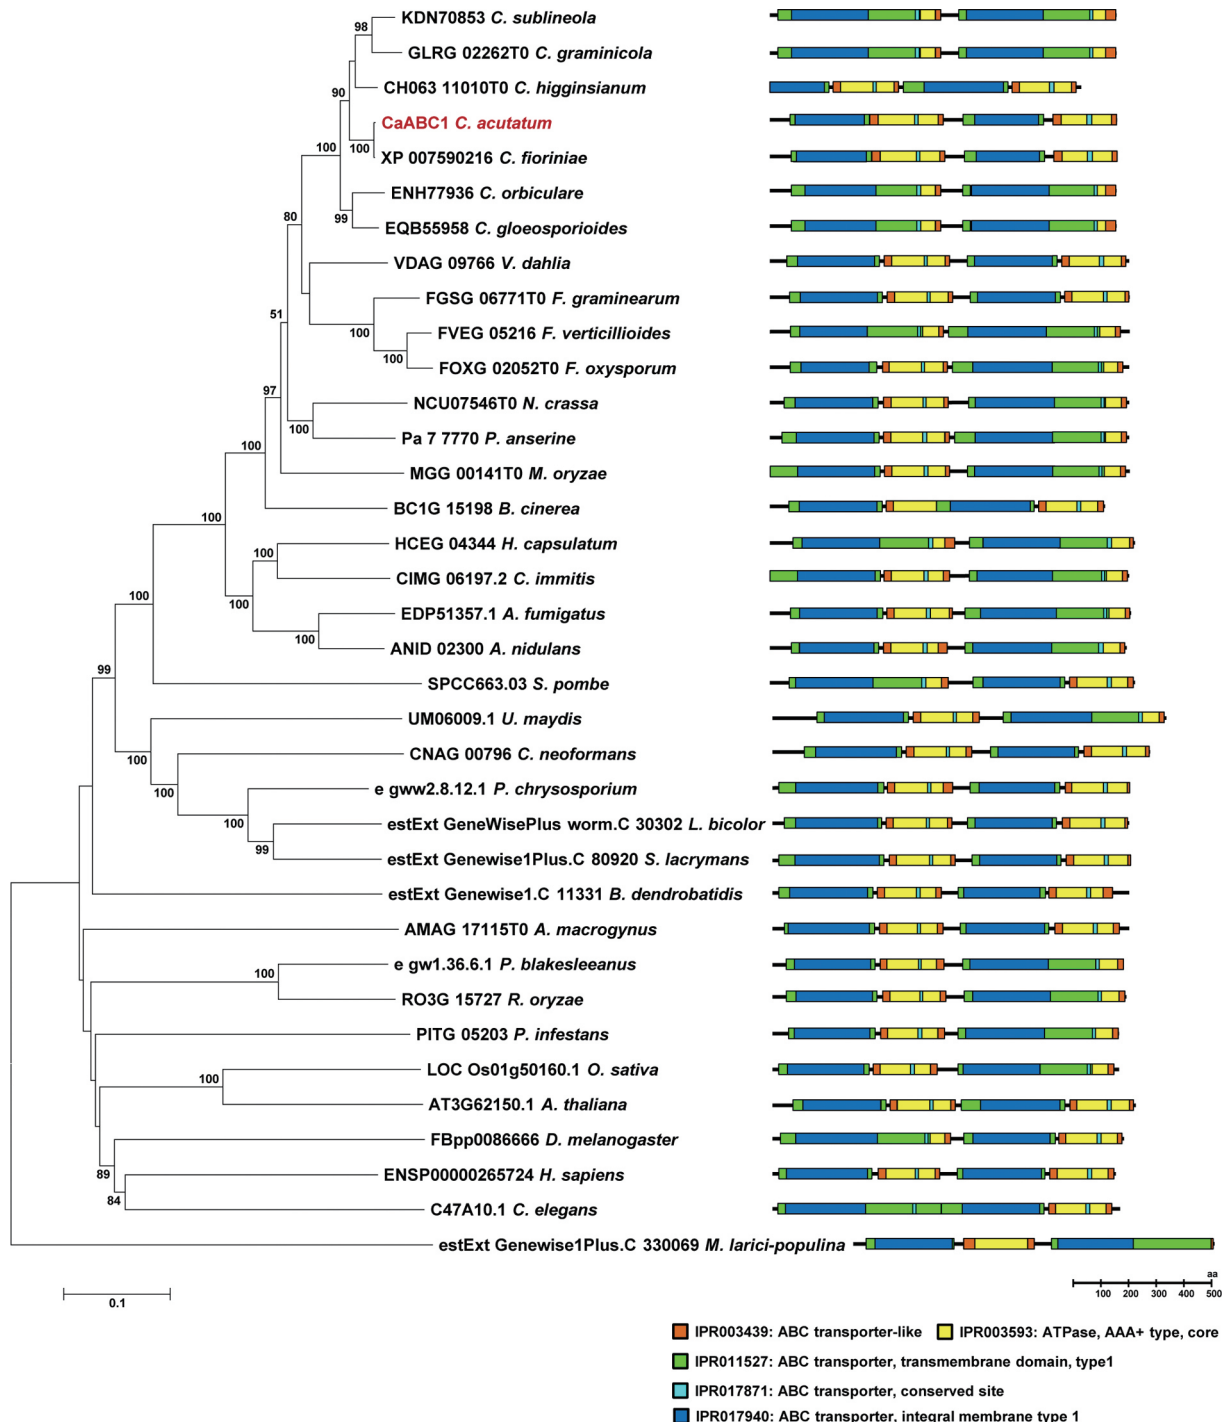 KDN70853 C. sublineola
98
GLRG 02262T0 C. graminicola
CH063 11010T0 C. higginsianum
90
CaABC1 C. acutatum
100
100
XP 007590216 C. fioriniae
ENH77936 C. orbiculare
99
80
EQB55958 C. gloeosporioides
VDAG 09766 V. dahlia
FGSG 06771T0 F. graminearum
51
100
FVEG 05216 F. verticillioides
100
FOXG 02052T0 F. oxysporum
97
NCU07546T0 N. crassa
100
Pa 7 7770 P. anserine
100
MGG 00141T0 M. oryzae
BC1G 15198 B. cinerea
100
HCEG 04344 H. capsulatum
100
CIMG 06197.2 C. immitis
100
100
EDP51357.1 A. fumigatus
100
ANID 02300 A. nidulans
99
SPCC663.03 S. pombe
UM06009.1 U. maydis
100
CNAG 00796 C. neoformans
100
e gww2.8.12.1 P. chrysosporium
100
estExt GeneWisePlus worm.C 30302 L. bicolor
99
estExt Genewise1Plus.C 80920 S. lacrymans
estExt Genewise1.C 11331 B. dendrobatidis
AMAG 17115T0 A. macrogynus
e gw1.36.6.1 P. blakesleeanus
100
RO3G 15727 R. oryzae
PITG 05203 P. infestans
LOC Os01g50160.1 O. sativa
100
AT3G62150.1 A. thaliana
FBpp0086666 D. melanogaster
89
ENSP00000265724 H. sapiens
84
C47A10.1 C. elegans
estExt Genewise1Plus.C 330069 M. larici-populina
0.1
aa
100 200 300 400 500
IPR003439: ABC transporter-like IPR003593: ATPase, AAA+ type, core
IPR011527: ABC transporter, transmembrane domain, type1
IPR017871: ABC transporter, conserved site
IPR017940: ABC transporter, integral membrane type 1